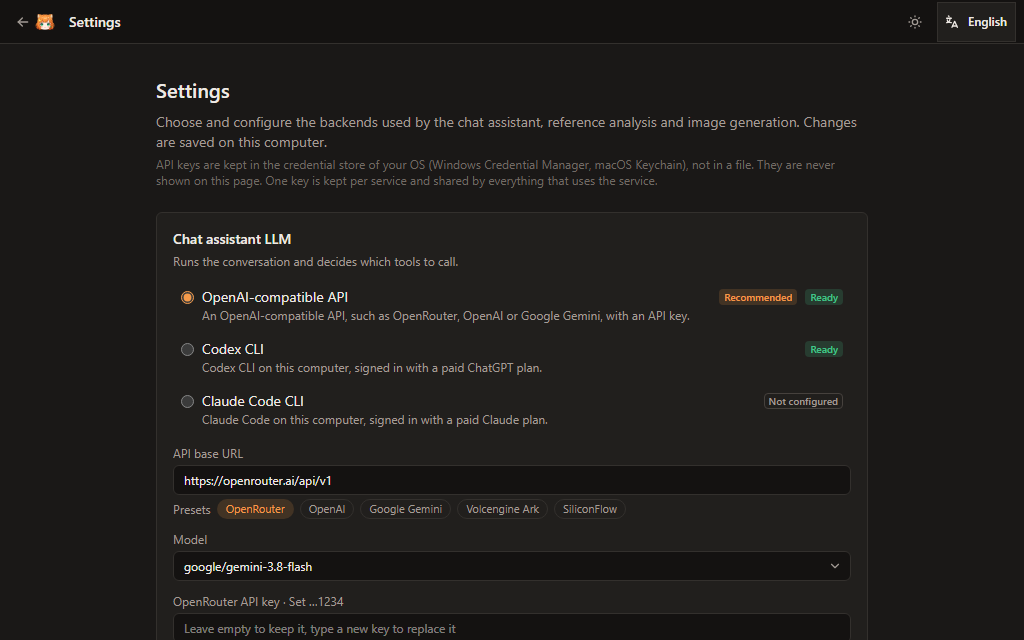 Settings
English
Settings
Choose and configure the backends used by the chat assistant, reference analysis and image generation. Changes
are saved on this computer.
API keys are kept in the credential store of your OS (Windows Credential Manager, macOS Keychain), not in a file. They are never
shown on this page. One key is kept per service and shared by everything that uses the service.
Chat assistant LLM
Runs the conversation and decides which tools to call.
OpenAI-compatible API Recommended Ready
An OpenAI-compatible API, such as OpenRouter, OpenAI or Google Gemini, with an API key.
Codex CLI Ready
Codex CLI on this computer, signed in with a paid ChatGPT plan.
Claude Code CLI Not configured
Claude Code on this computer, signed in with a paid Claude plan.
API base URL
https://openrouter.ai/api/v1
Presets OpenRouter OpenAI Google Gemini Volcengine Ark SiliconFlow
Model
google/gemini-3.8-flash
OpenRouter API key · Set ...1234
Leave empty to keep it, type a new key to replace it